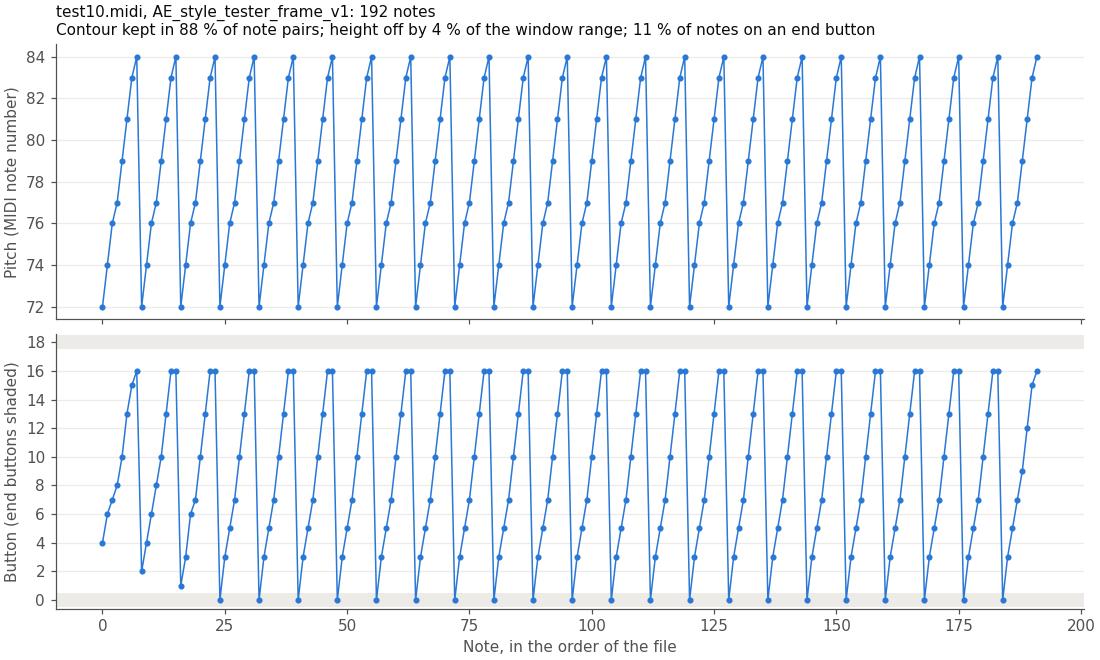 test10.midi, AE_style_tester_frame_v1: 192 notes
Contour kept in 88 % of note pairs; height off by 4 % of the window range; 11 % of notes on an end button
Pitch (MIDI note number)
84
82
80
78
76
74
72
Button (end buttons shaded)
18
16
14
12
10
8
6
4
2
0
0 25 50 75 100 125 150 175 200
Note, in the order of the file